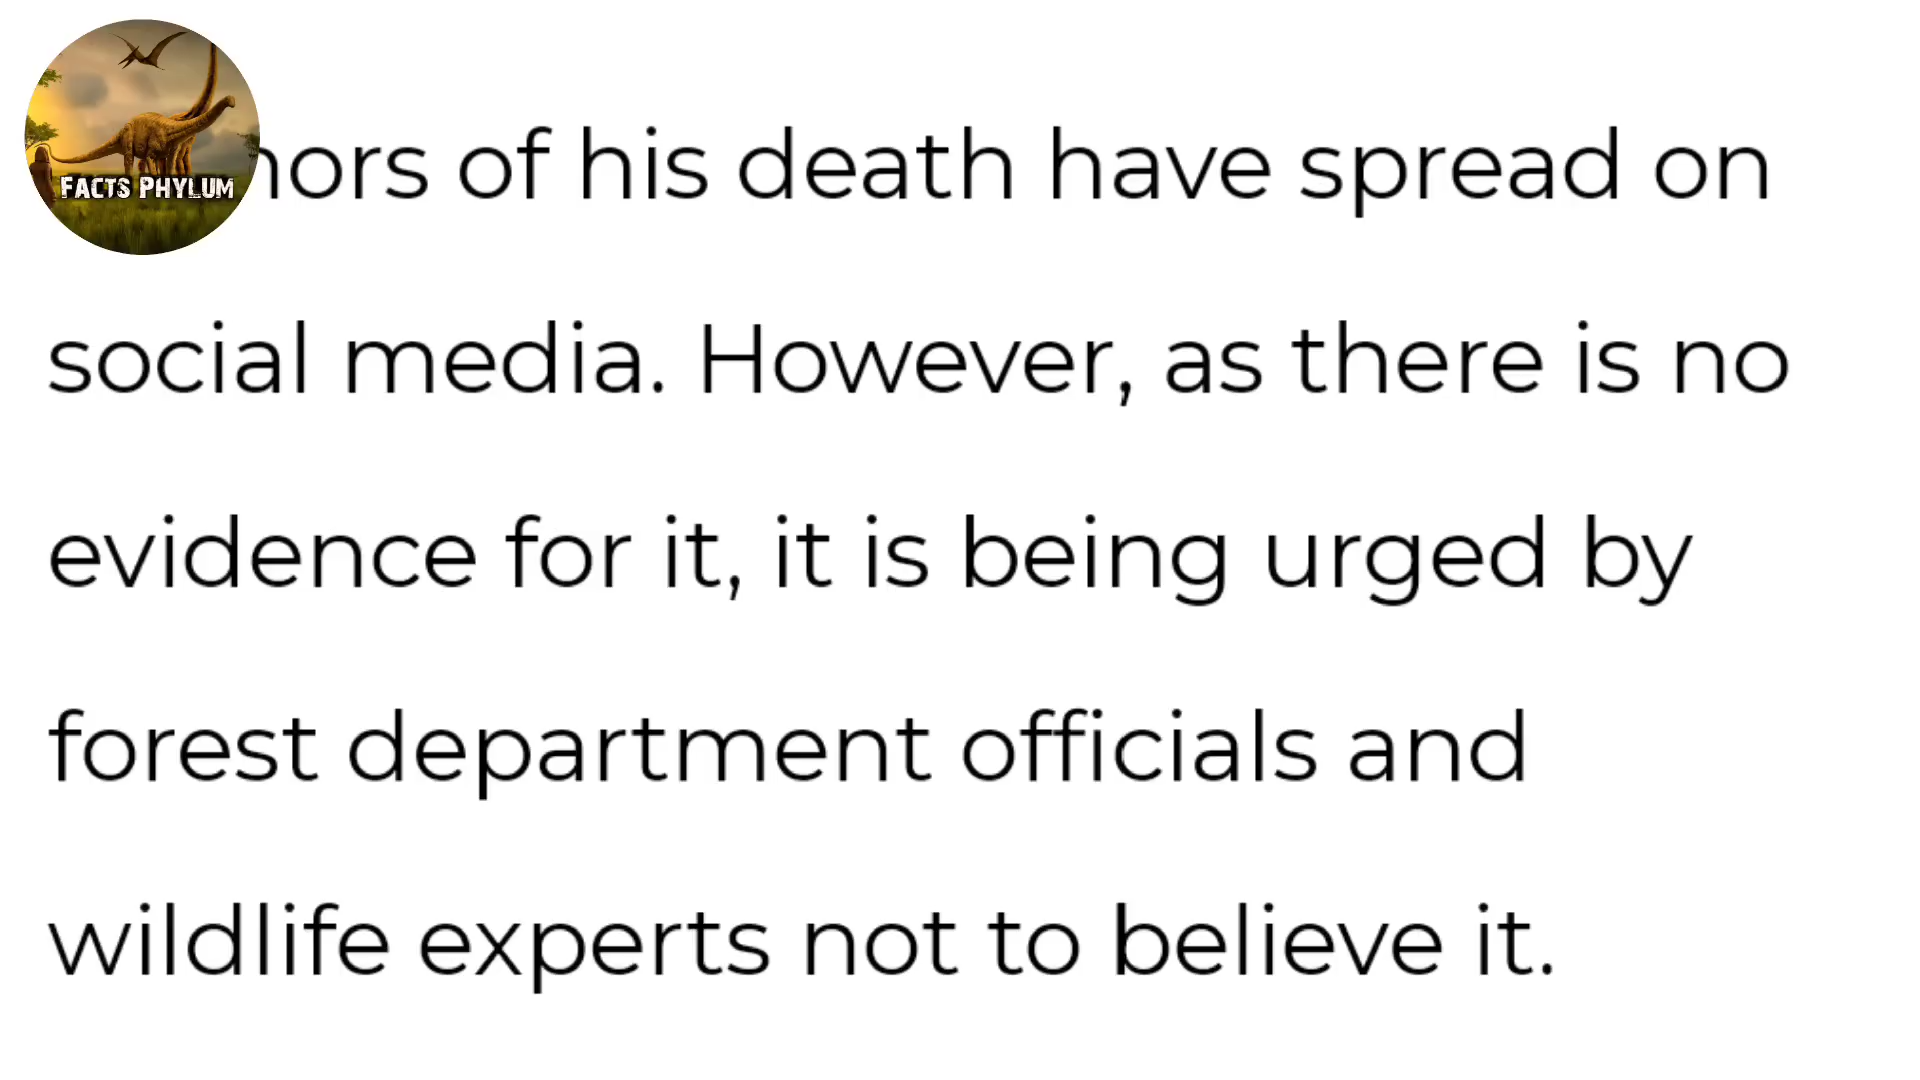 FACTS PHYLUM
of his death have spread on
social media. However, as there is no
evidence for it, it is being urged by
forest department officials and
wildlife experts not to believe it.